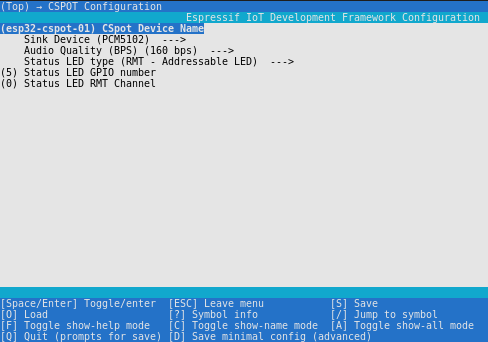 (Top) → CSPOT Configuration
Espressif IoT Development Framework Configuration
(esp32-cspot-01) CSpot Device Name
Sink Device (PCM5102)  --->
Audio Quality (BPS) (160 bps)  --->
Status LED type (RMT - Addressable LED)  --->
(5) Status LED GPIO number
(0) Status LED RMT Channel
[Space/Enter] Toggle/enter  [ESC] Leave menu           [S] Save
[O] Load                    [?] Symbol info            [/] Jump to symbol
[F] Toggle show-help mode   [C] Toggle show-name mode  [A] Toggle show-all mode
[Q] Quit (prompts for save) [D] Save minimal config (advanced)